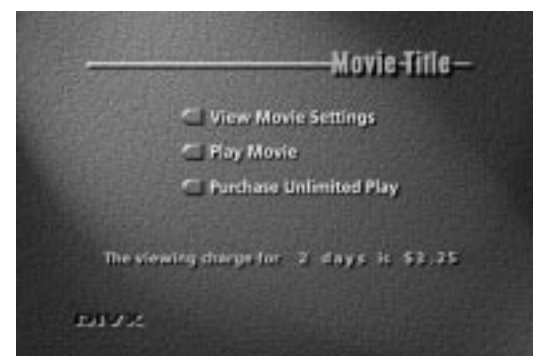 Movie Title
View Movie Settings
Play Movie
Purchase Unlimited Play
The viewing charge for 2 days is $3.25
DIVX